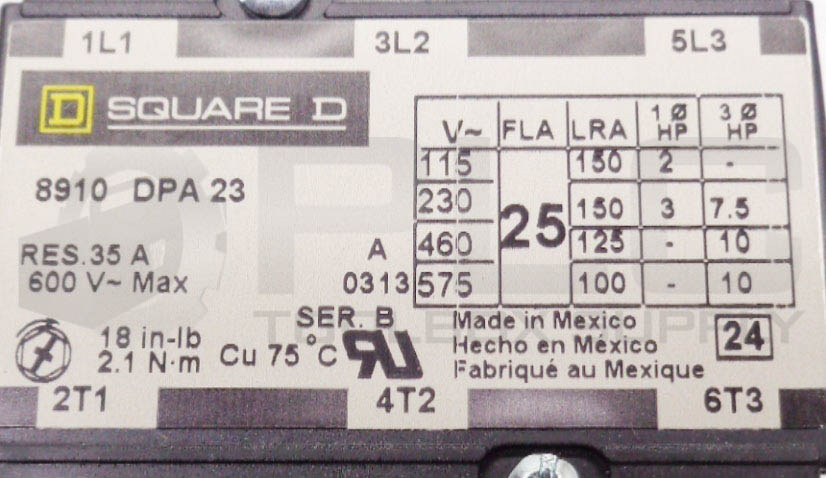 1L1 3L2 5L3
D SQUARE D
V~ FLA LRA 1Ø HP 3Ø HP
115 150 2 -
8910 DPA 23
230 25 150 3 7.5
460 125 - 10
RES.35 A A
600 V~ Max 0313 575 100 - 10
SER. B
18 in-lb
2.1 N·m Cu 75°C
Made in Mexico
Hecho en México
Fabriqué au Mexique
24
2T1 4T2 6T3
PLC